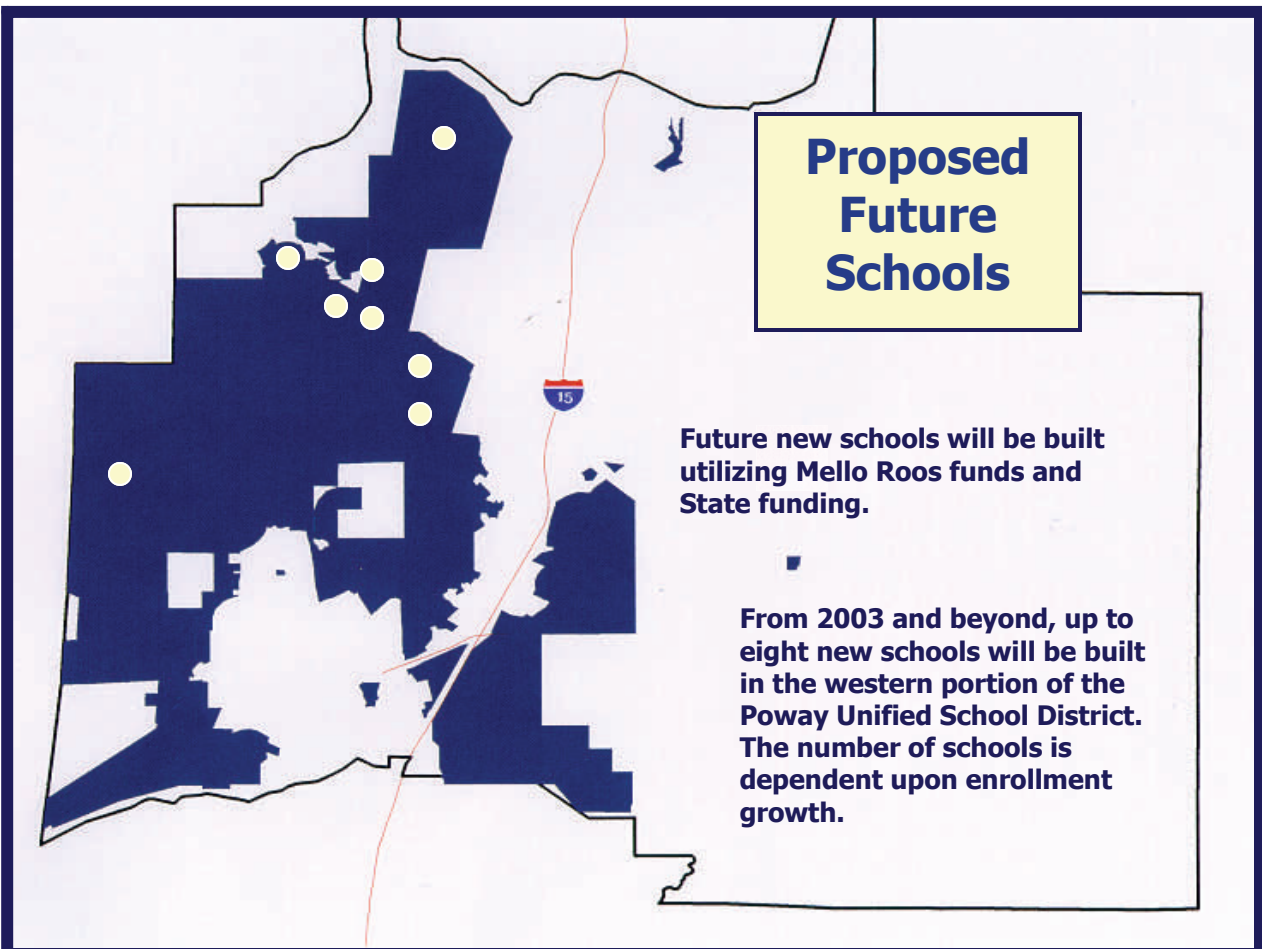 Proposed
Future
Schools
15
Future new schools will be built
utilizing Mello Roos funds and
State funding.
From 2003 and beyond, up to
eight new schools will be built
in the western portion of the
Poway Unified School District.
The number of schools is
dependent upon enrollment
growth.